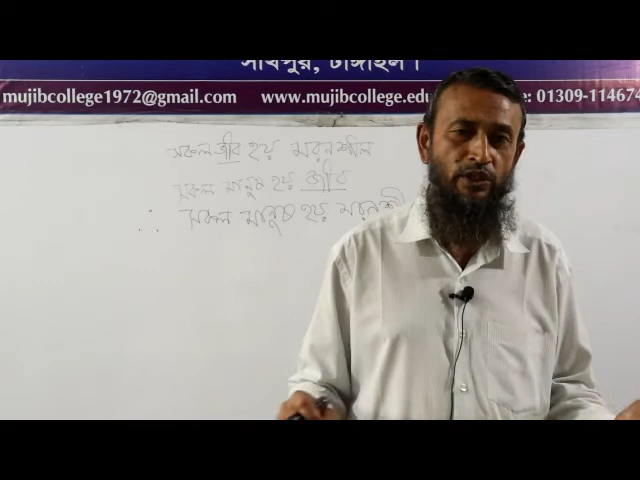 সখিপুর, টাঙ্গাইল।
mujibcollege1972@gmail.com www.mujibcollege.edu : 01309-114674
সকল জীব হয় মরনশীল
সকল মানুষ হয় জীব
∴ সকল মানুষ হয় মরনশী